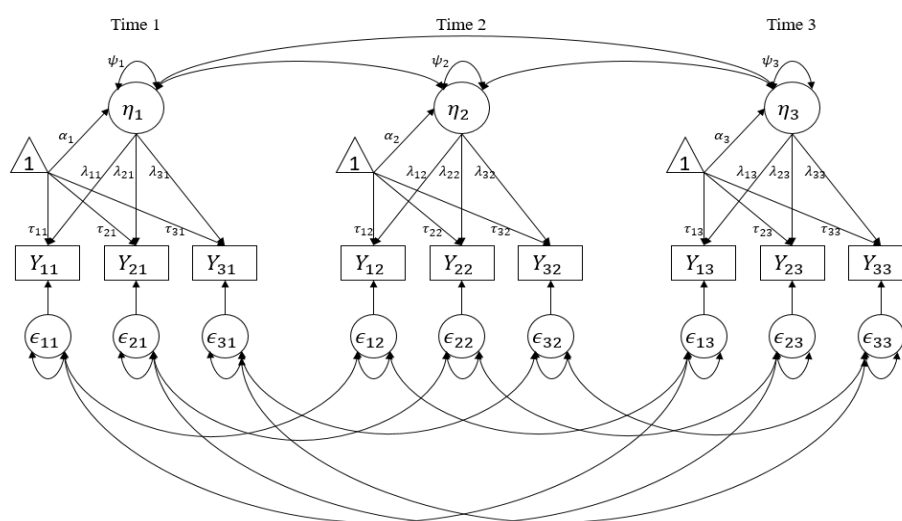 Time 1 Time 2 Time 3
ψ₁ ψ₂ ψ₃
η₁ η₂ η₃
α₁ α₂ α₃
1 λ₁₁ λ₂₁ λ₃₁ 1 λ₁₂ λ₂₂ λ₃₂ 1 λ₁₃ λ₂₃ λ₃₃
τ₁₁ τ₂₁ τ₃₁ τ₁₂ τ₂₂ τ₃₂ τ₁₃ τ₂₃ τ₃₃
Y₁₁ Y₂₁ Y₃₁ Y₁₂ Y₂₂ Y₃₂ Y₁₃ Y₂₃ Y₃₃
ϵ₁₁ ϵ₂₁ ϵ₃₁ ϵ₁₂ ϵ₂₂ ϵ₃₂ ϵ₁₃ ϵ₂₃ ϵ₃₃